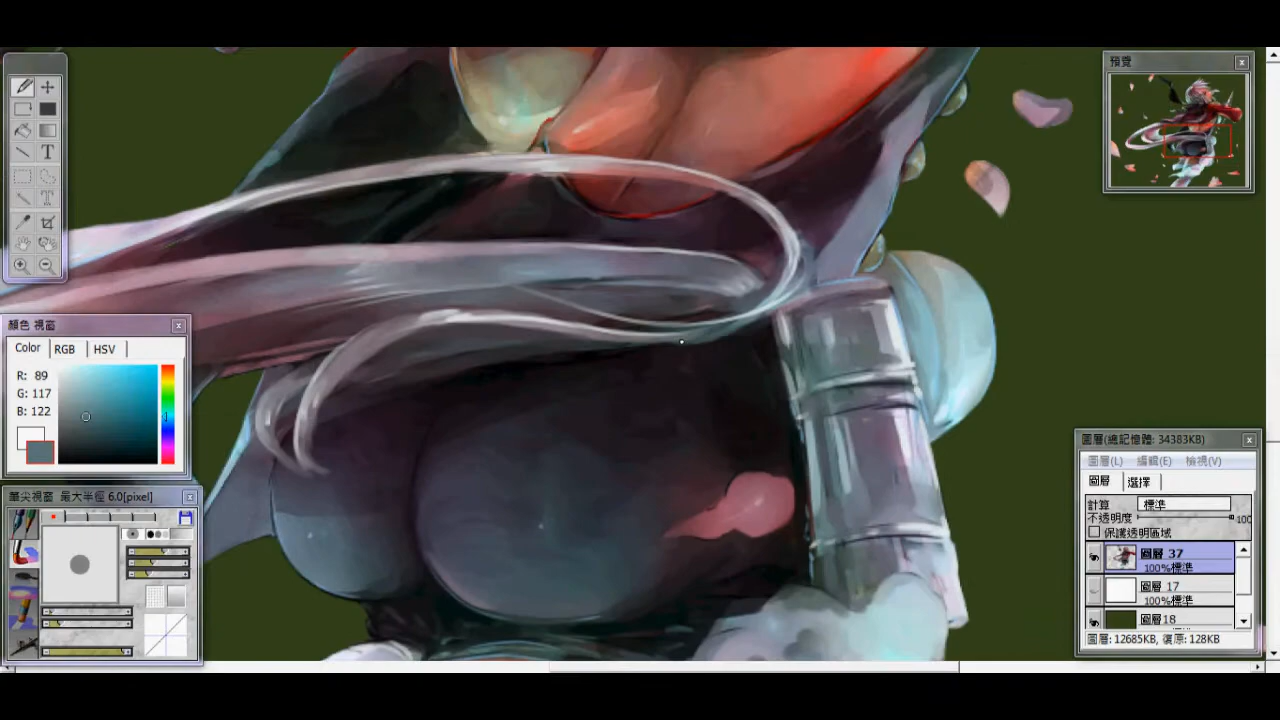 預覽
顏色 視窗
Color RGB HSV
R: 89
G: 117
B: 122
筆尖視窗 最大半徑 6.0[pixel]
圖層(總記憶體: 34383KB)
圖層(L) 編輯(E) 檢視(V)
圖層 選擇
計算 標準
不透明度 100
保護透明區域
圖層 37
100%標準
圖層 17
100%標準
圖層18
圖層: 12685KB, 復原: 128KB